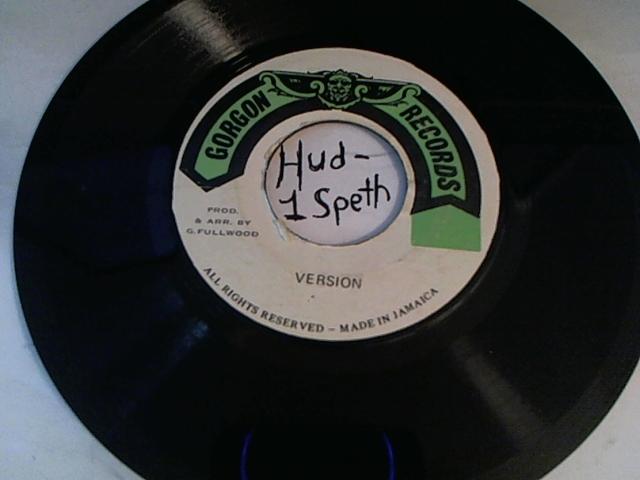 GORGON RECORDS
Hud-
1 Speth
PROD.
& ARR. BY
G.FULLWOOD
VERSION
ALL RIGHTS RESERVED – MADE IN JAMAICA